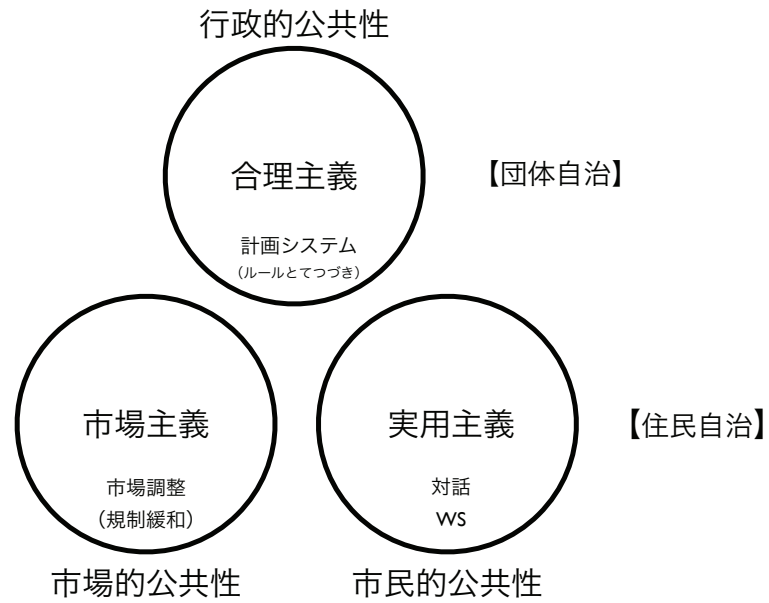 行政的公共性
合理主義
【団体自治】
計画システム
（ルールとてつづき）
市場主義
実用主義
【住民自治】
市場調整
（規制緩和）
対話
WS
市場的公共性
市民的公共性